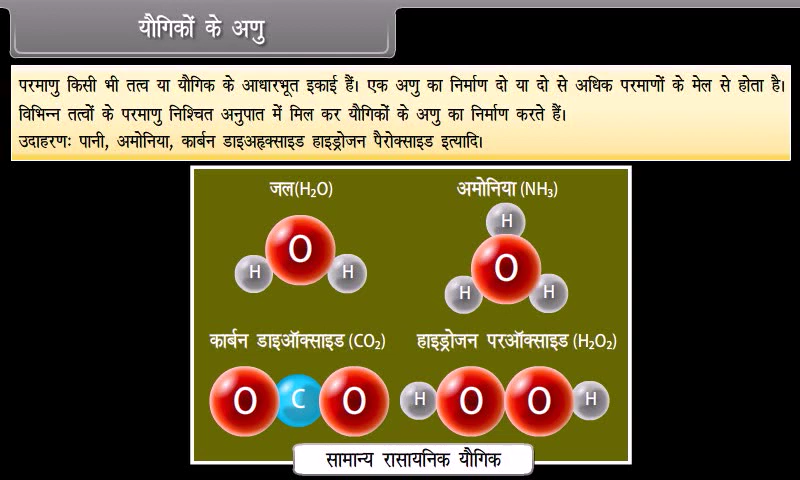 यौगिकों के अणु
परमाणु किसी भी तत्व या यौगिक के आधारभूत इकाई हैं। एक अणु का निर्माण दो या दो से अधिक परमाणों के मेल से होता है।
विभिन्न तत्वों के परमाणु निश्चित अनुपात में मिल कर यौगिकों के अणु का निर्माण करते हैं।
उदाहरणः पानी, अमोनिया, कार्बन डाइअहृक्साइड हाइड्रोजन पैरोक्साइड इत्यादि।
जल(H₂O)
अमोनिया (NH₃)
H
O
O
H
H
H
H
कार्बन डाइऑक्साइड (CO₂)
हाइड्रोजन परऑक्साइड (H₂O₂)
O C O
H O O H
सामान्य रासायनिक यौगिक